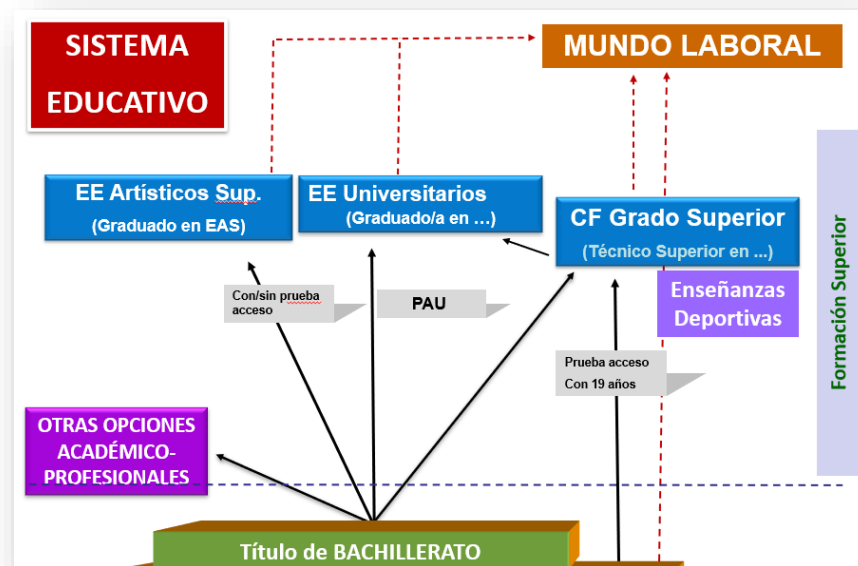 SISTEMA
EDUCATIVO
MUNDO LABORAL
EE Artísticos Sup.
(Graduado en EAS)
EE Universitarios
(Graduado/a en ...)
CF Grado Superior
(Técnico Superior en ...)
Enseñanzas
Deportivas
Formación Superior
Con/sin prueba
acceso
PAU
Prueba acceso
Con 19 años
OTRAS OPCIONES
ACADÉMICO-
PROFESIONALES
Título de BACHILLERATO